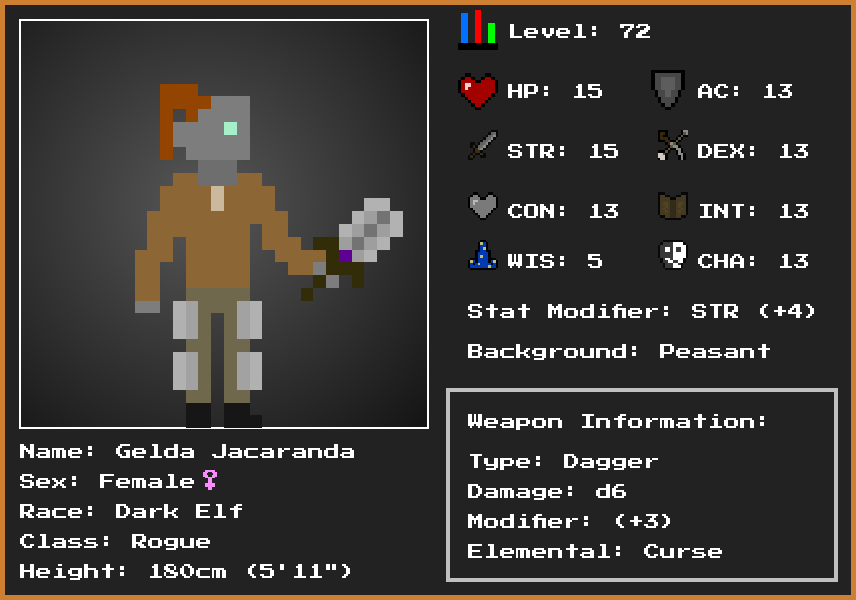 Level: 72
HP: 15 AC: 13
STR: 15 DEX: 13
CON: 13 INT: 13
WIS: 5 CHA: 13
Stat Modifier: STR (+4)
Background: Peasant
Weapon Information:
Type: Dagger
Damage: d6
Modifier: (+3)
Elemental: Curse
Name: Gelda Jacaranda
Sex: Female♀
Race: Dark Elf
Class: Rogue
Height: 180cm (5'11")